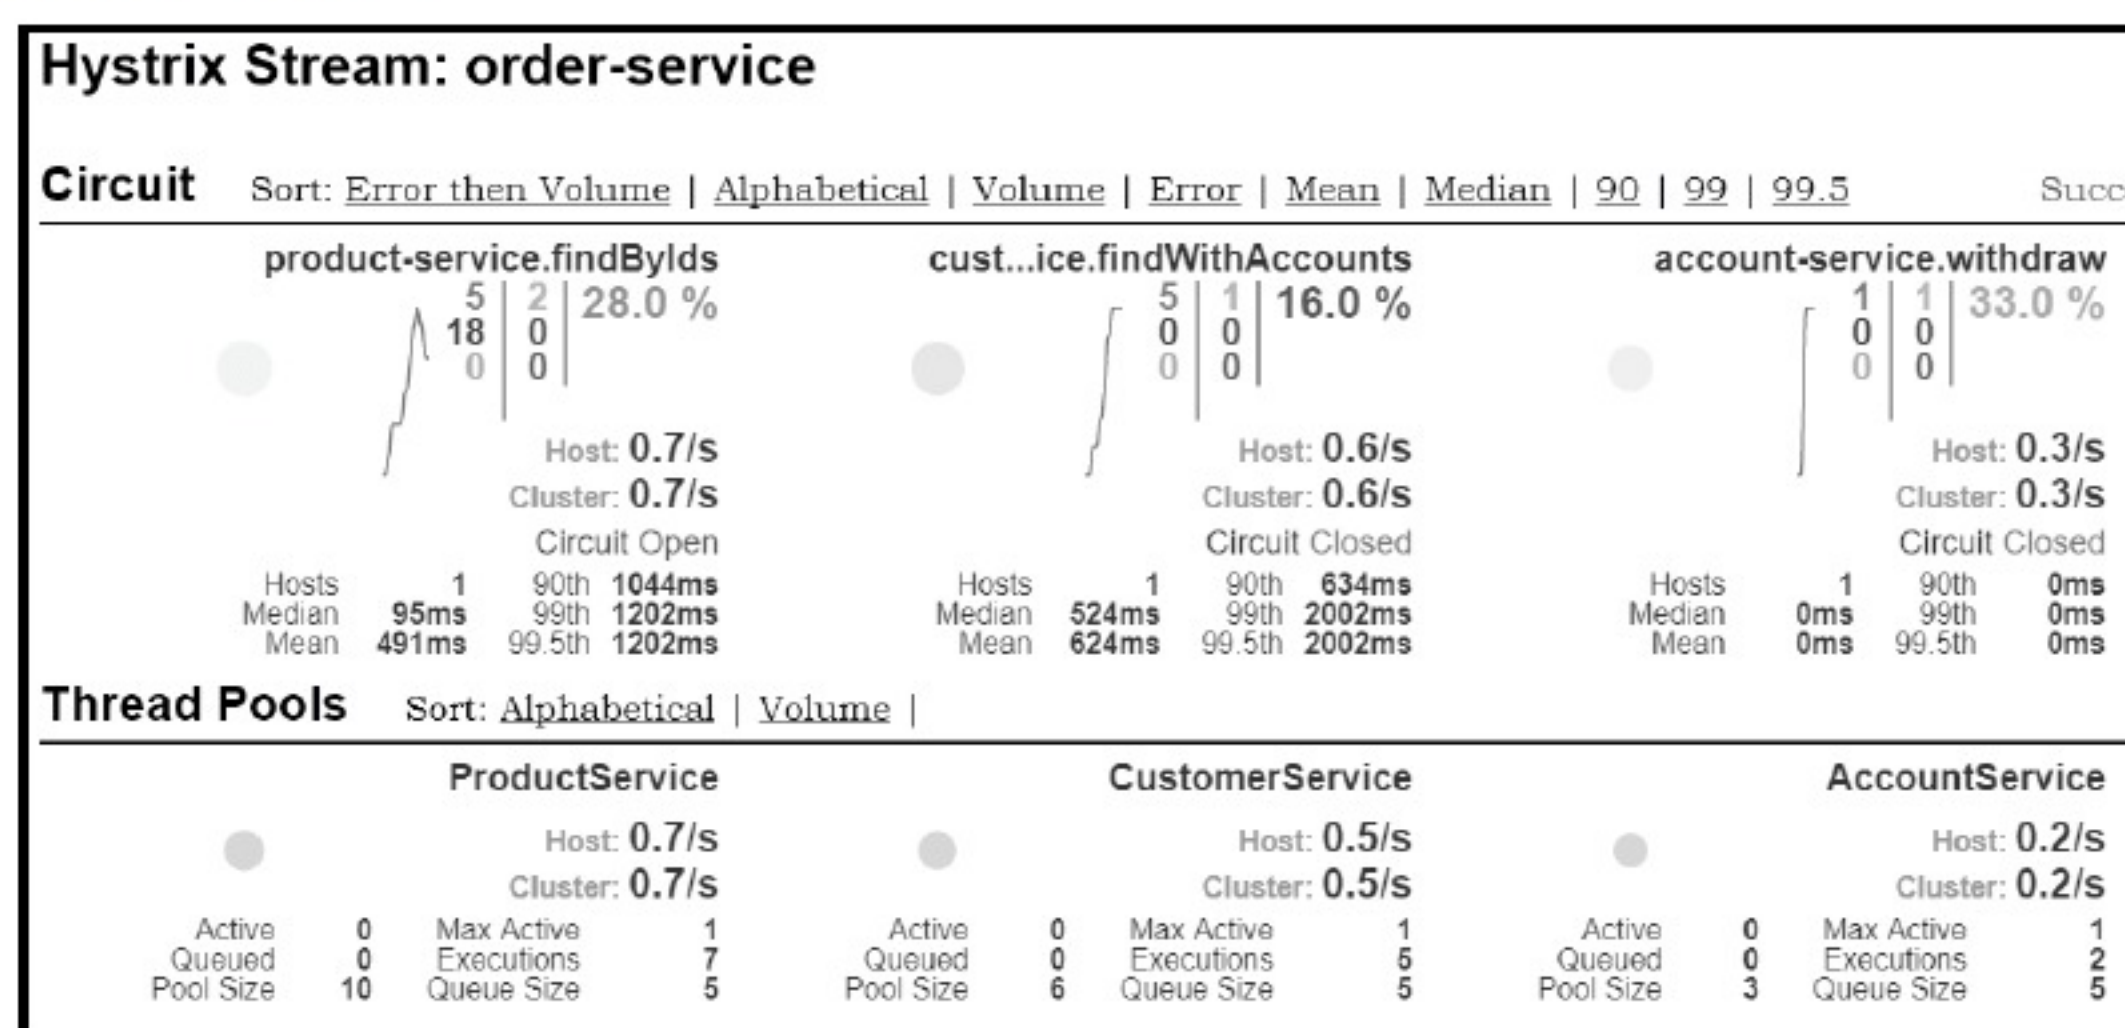 Hystrix Stream: order-service
Circuit Sort: Error then Volume | Alphabetical | Volume | Error | Mean | Median | 90 | 99 | 99.5
product-service.findByIds cust...ice.findWithAccounts account-service.withdraw
5 2 28.0 % 5 1 16.0 % 1 1 33.0 %
18 0 0 0 0 0
0 0 0 0 0 0
Host: 0.7/s Host: 0.6/s Host: 0.3/s
Cluster: 0.7/s Cluster: 0.6/s Cluster: 0.3/s
Circuit Open Circuit Closed Circuit Closed
Hosts 1 90th 1044ms Hosts 1 90th 634ms Hosts 1 90th 0ms
Median 95ms 99th 1202ms Median 524ms 99th 2002ms Median 0ms 99th 0ms
Mean 491ms 99.5th 1202ms Mean 624ms 99.5th 2002ms Mean 0ms 99.5th 0ms
Thread Pools Sort: Alphabetical | Volume |
ProductService CustomerService AccountService
Host: 0.7/s Host: 0.5/s Host: 0.2/s
Cluster: 0.7/s Cluster: 0.5/s Cluster: 0.2/s
Active 0 Max Active 1 Active 0 Max Active 1 Active 0 Max Active 1
Queued 0 Executions 7 Queued 0 Executions 5 Queued 0 Executions 2
Pool Size 10 Queue Size 5 Pool Size 6 Queue Size 5 Pool Size 3 Queue Size 5